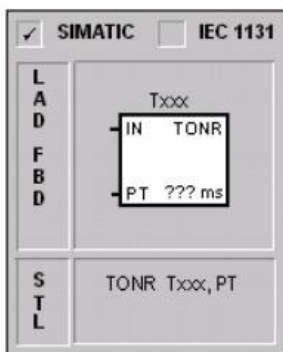 ✓ SIMATIC IEC 1131
L
A
D
F
B
D
Txxx
IN TONR
PT ??? ms
S
T
L
TONR Txxx, PT